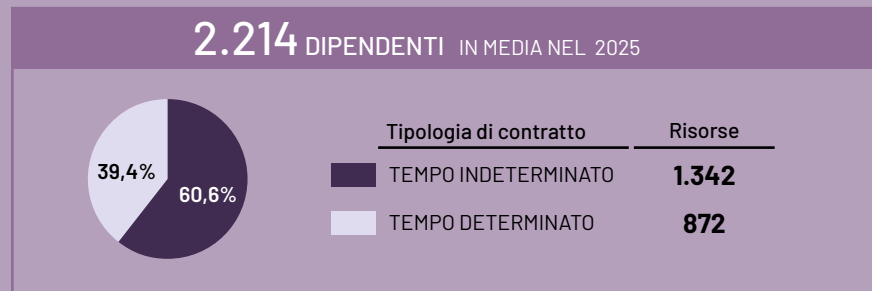 2.214 DIPENDENTI IN MEDIA NEL 2025
Tipologia di contratto Risorse
39,4%
60,6%
TEMPO INDETERMINATO 1.342
TEMPO DETERMINATO 872